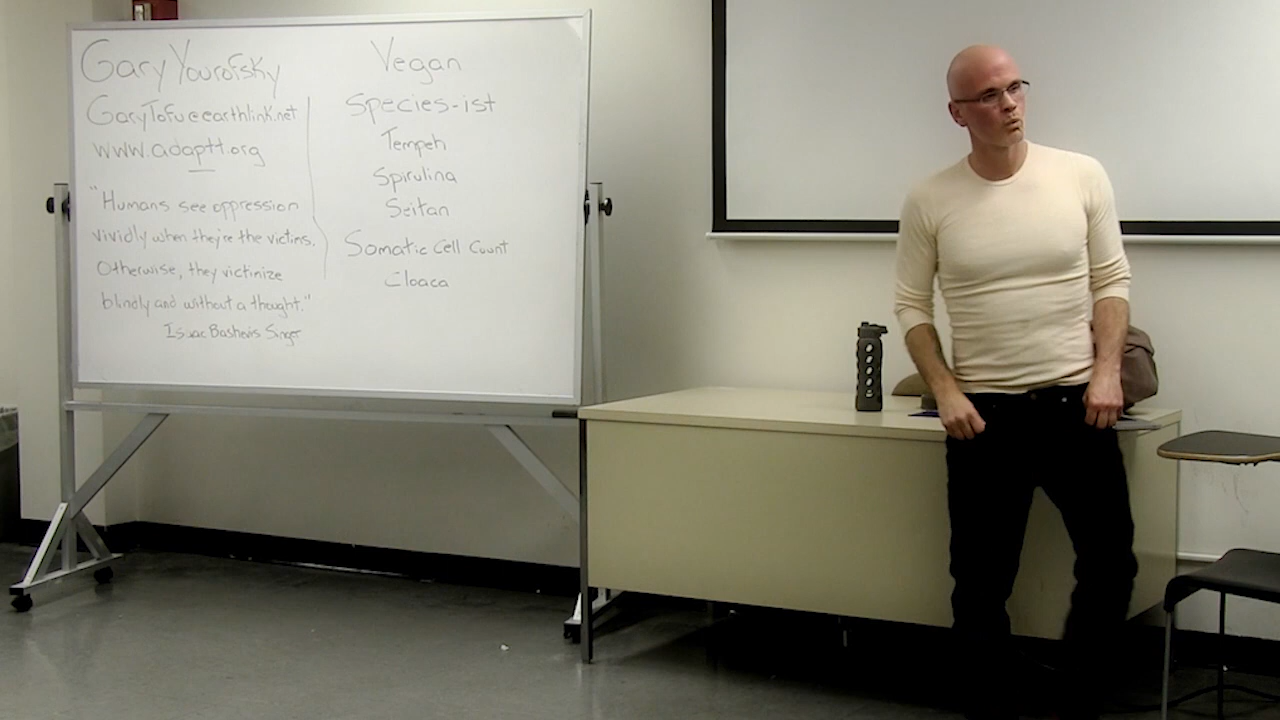 Gary Yourofsky
GaryTofu@earthlink.net
www.adaptt.org
"Humans see oppression
vividly when they're the victims.
Otherwise, they victimize
blindly and without a thought."
Isaac Bashevis Singer
Vegan
Species-ist
Tempeh
Spirulina
Seitan
Somatic Cell Count
Cloaca